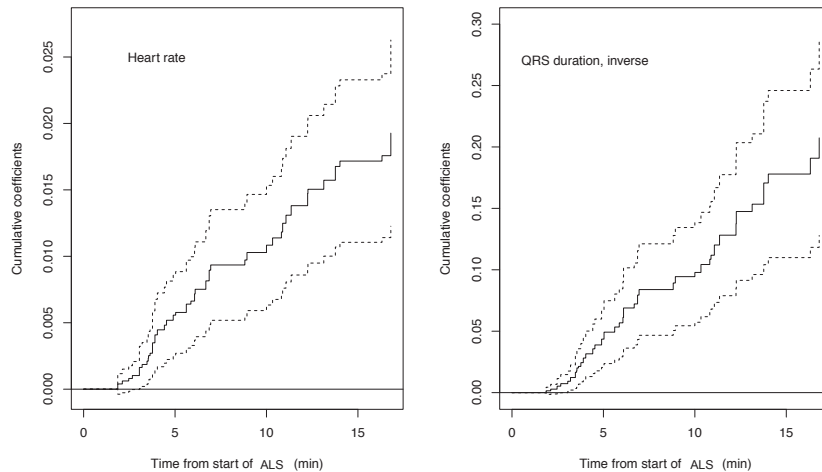 Heart rate
Cumulative coefficients
0.025
0.020
0.015
0.010
0.005
0.000
0 5 10 15
Time from start of ALS (min)
QRS duration, inverse
Cumulative coefficients
0.30
0.25
0.20
0.15
0.10
0.05
0.00
0 5 10 15
Time from start of ALS (min)